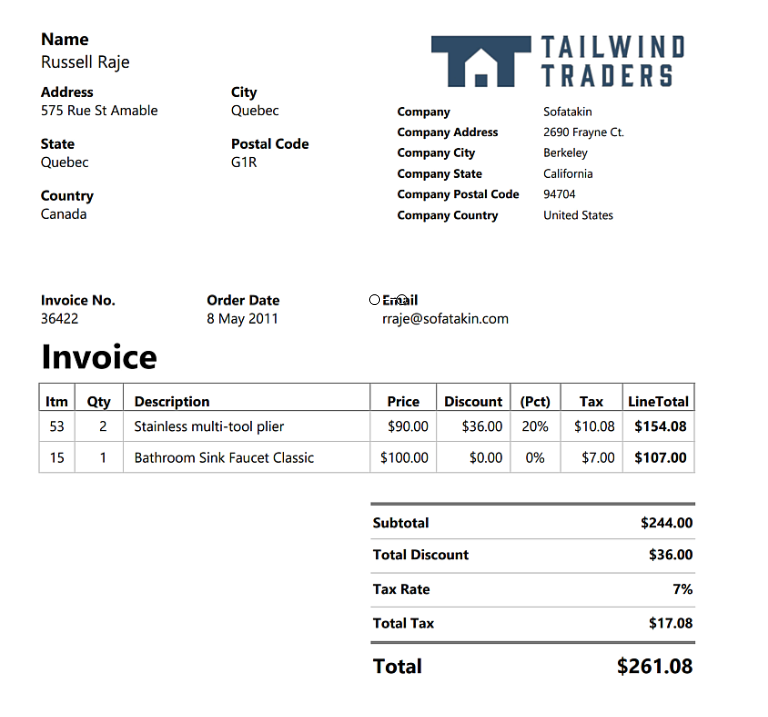 Name
Russell Raje
TAILWIND
TRADERS
Address City
575 Rue St Amable Quebec
State Postal Code
Quebec G1R
Country
Canada
Company Sofatakin
Company Address 2690 Frayne Ct.
Company City Berkeley
Company State California
Company Postal Code 94704
Company Country United States
Invoice No. Order Date Email
36422 8 May 2011 rraje@sofatakin.com
Invoice
Itm Qty Description Price Discount (Pct) Tax LineTotal
53 2 Stainless multi-tool plier $90.00 $36.00 20% $10.08 $154.08
15 1 Bathroom Sink Faucet Classic $100.00 $0.00 0% $7.00 $107.00
Subtotal $244.00
Total Discount $36.00
Tax Rate 7%
Total Tax $17.08
Total $261.08